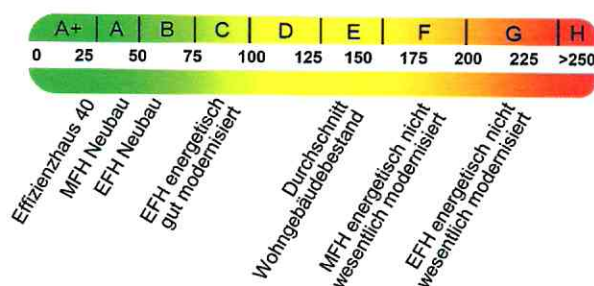 A+ A B C D E F G H
0 25 50 75 100 125 150 175 200 225 >250
Effizienzhaus 40
MFH Neubau
EFH Neubau
EFH energetisch
gut modernisiert
Durchschnitt
Wohngebäudebestand
MFH energetisch nicht
wesentlich modernisiert
EFH energetisch nicht
wesentlich modernisiert